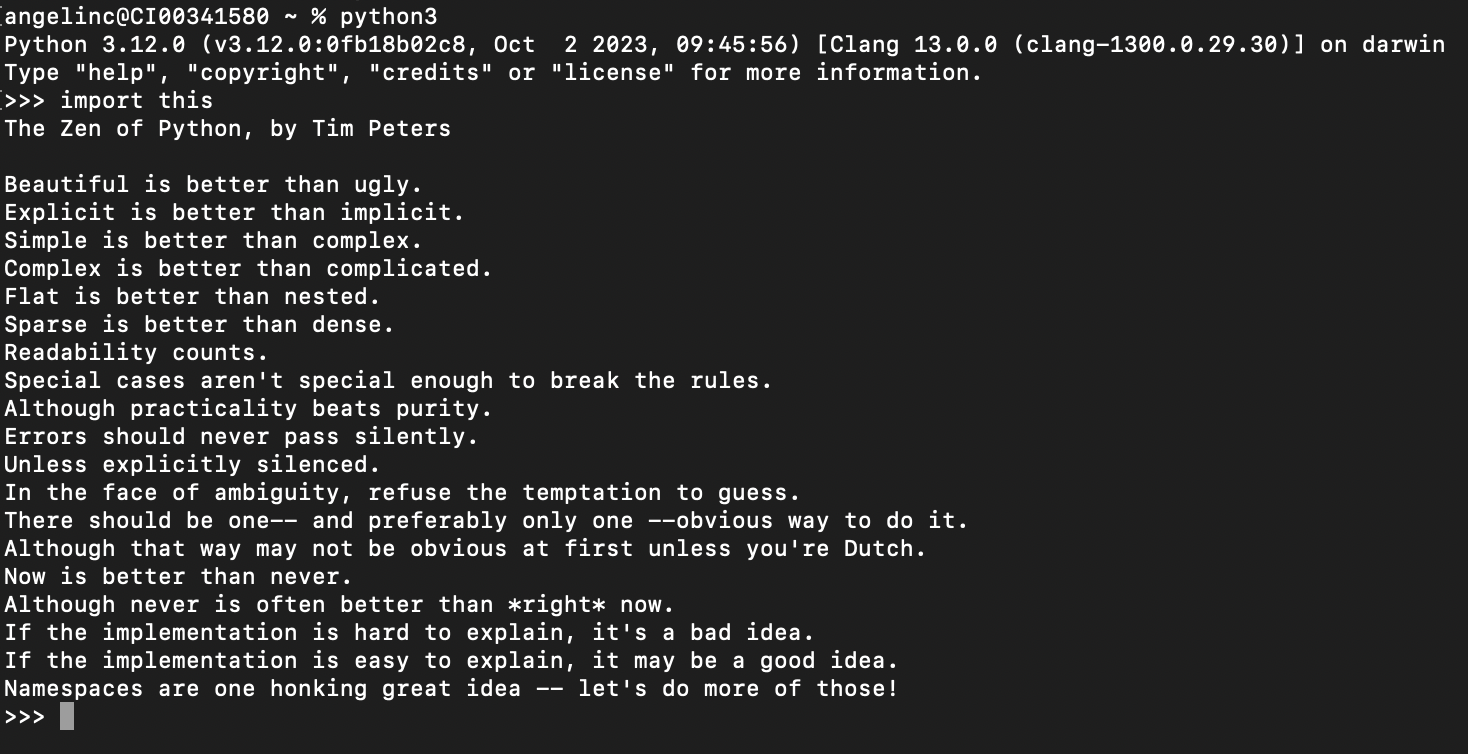 angelinc@CI00341580 ~ % python3
Python 3.12.0 (v3.12.0:0fb18b02c8, Oct  2 2023, 09:45:56) [Clang 13.0.0 (clang-1300.0.29.30)] on darwin
Type "help", "copyright", "credits" or "license" for more information.
>>> import this
The Zen of Python, by Tim Peters

Beautiful is better than ugly.
Explicit is better than implicit.
Simple is better than complex.
Complex is better than complicated.
Flat is better than nested.
Sparse is better than dense.
Readability counts.
Special cases aren't special enough to break the rules.
Although practicality beats purity.
Errors should never pass silently.
Unless explicitly silenced.
In the face of ambiguity, refuse the temptation to guess.
There should be one-- and preferably only one --obvious way to do it.
Although that way may not be obvious at first unless you're Dutch.
Now is better than never.
Although never is often better than *right* now.
If the implementation is hard to explain, it's a bad idea.
If the implementation is easy to explain, it may be a good idea.
Namespaces are one honking great idea -- let's do more of those!
>>>